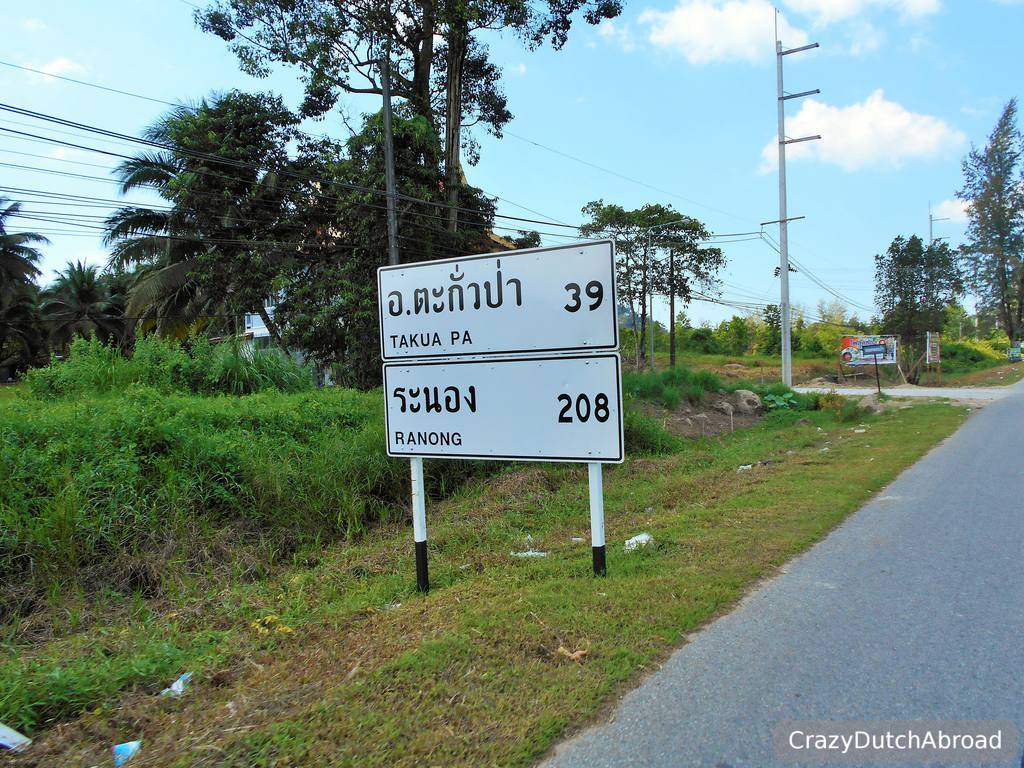 อ.ตะกั่วป่า 39
TAKUA PA
ระนอง 208
RANONG
CrazyDutchAbroad